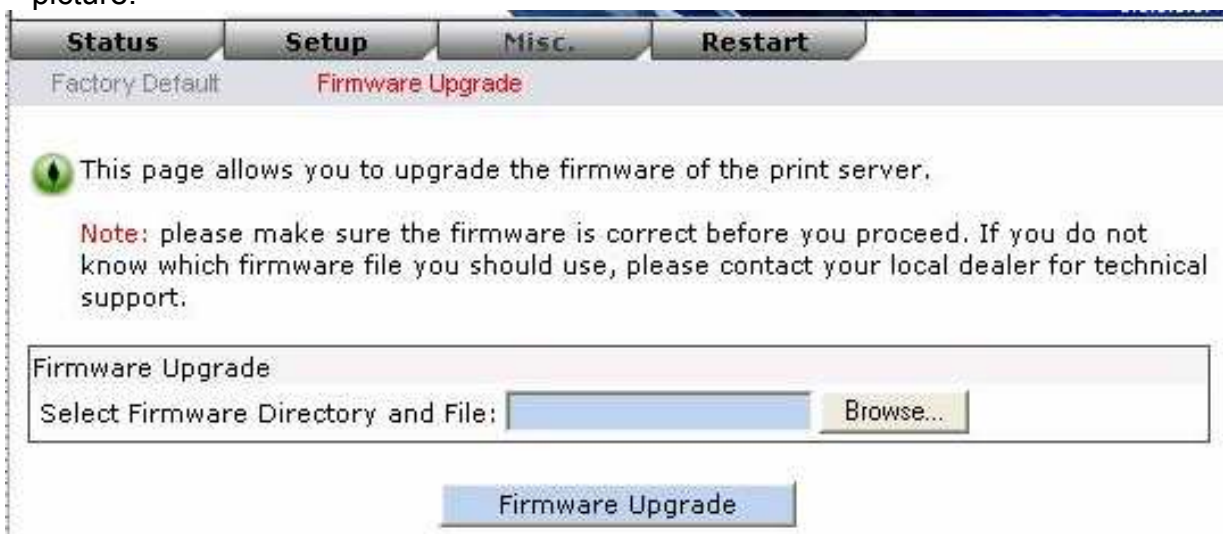 picture.
Status Setup Misc. Restart
Factory Default Firmware Upgrade
This page allows you to upgrade the firmware of the print server.
Note: please make sure the firmware is correct before you proceed. If you do not
know which firmware file you should use, please contact your local dealer for technical
support.
Firmware Upgrade
Select Firmware Directory and File: Browse...
Firmware Upgrade